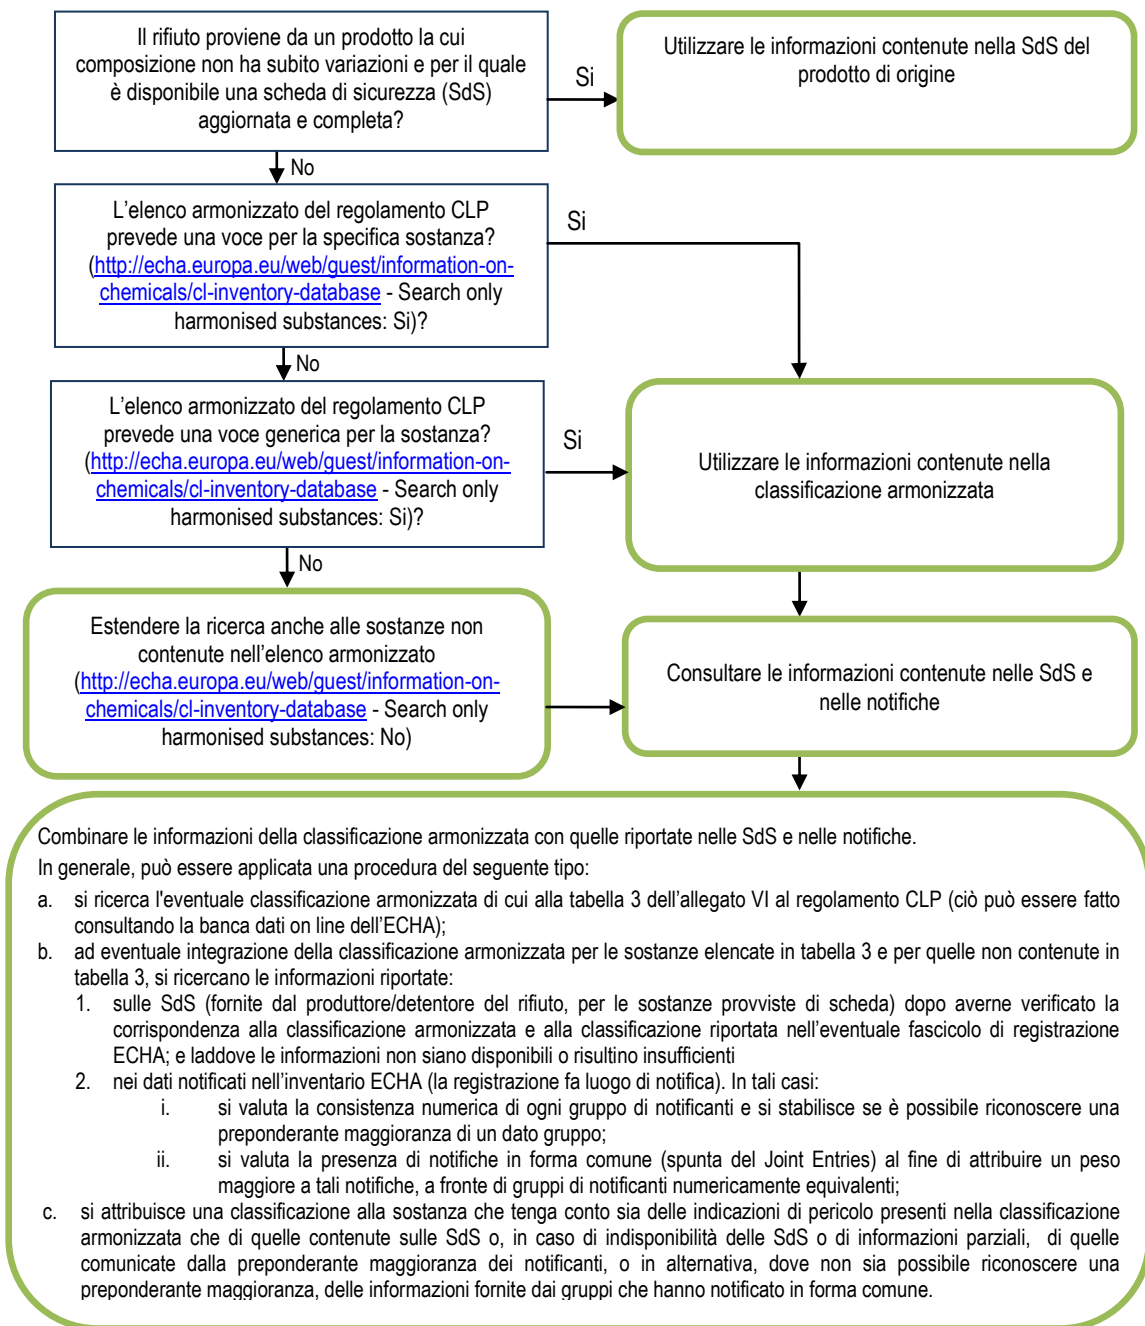 Il rifiuto proviene da un prodotto la cui
composizione non ha subito variazioni e per il quale
è disponibile una scheda di sicurezza (SdS)
aggiornata e completa?
Si
Utilizzare le informazioni contenute nella SdS del
prodotto di origine
No
L'elenco armonizzato del regolamento CLP
prevede una voce per la specifica sostanza?
(http://echa.europa.eu/web/guest/information-on-
chemicals/cl-inventory-database - Search only
harmonised substances: Si)?
Si
No
L'elenco armonizzato del regolamento CLP
prevede una voce generica per la sostanza?
(http://echa.europa.eu/web/guest/information-on-
chemicals/cl-inventory-database - Search only
harmonised substances: Si)?
Si
Utilizzare le informazioni contenute nella
classificazione armonizzata
No
Estendere la ricerca anche alle sostanze non
contenute nell'elenco armonizzato
(http://echa.europa.eu/web/guest/information-on-
chemicals/cl-inventory-database - Search only
harmonised substances: No)
Consultare le informazioni contenute nelle SdS e
nelle notifiche
Combinare le informazioni della classificazione armonizzata con quelle riportate nelle SdS e nelle notifiche.
In generale, può essere applicata una procedura del seguente tipo:
a. si ricerca l'eventuale classificazione armonizzata di cui alla tabella 3 dell'allegato VI al regolamento CLP (ciò può essere fatto
consultando la banca dati on line dell'ECHA);
b. ad eventuale integrazione della classificazione armonizzata per le sostanze elencate in tabella 3 e per quelle non contenute in
tabella 3, si ricercano le informazioni riportate:
1. sulle SdS (fornite dal produttore/detentore del rifiuto, per le sostanze provviste di scheda) dopo averne verificato la
corrispondenza alla classificazione armonizzata e alla classificazione riportata nell'eventuale fascicolo di registrazione
ECHA; e laddove le informazioni non siano disponibili o risultino insufficienti
2. nei dati notificati nell'inventario ECHA (la registrazione fa luogo di notifica). In tali casi:
i. si valuta la consistenza numerica di ogni gruppo di notificanti e si stabilisce se è possibile riconoscere una
preponderante maggioranza di un dato gruppo;
ii. si valuta la presenza di notifiche in forma comune (spunta del Joint Entries) al fine di attribuire un peso
maggiore a tali notifiche, a fronte di gruppi di notificanti numericamente equivalenti;
c. si attribuisce una classificazione alla sostanza che tenga conto sia delle indicazioni di pericolo presenti nella classificazione
armonizzata che di quelle contenute sulle SdS o, in caso di indisponibilità delle SdS o di informazioni parziali, di quelle
comunicate dalla preponderante maggioranza dei notificanti, o in alternativa, dove non sia possibile riconoscere una
preponderante maggioranza, delle informazioni fornite dai gruppi che hanno notificato in forma comune.